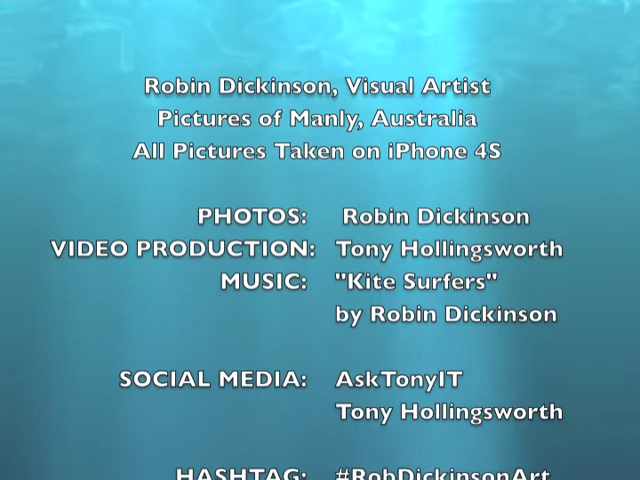 Robin Dickinson, Visual Artist
Pictures of Manly, Australia
All Pictures Taken on iPhone 4S
PHOTOS: Robin Dickinson
VIDEO PRODUCTION: Tony Hollingsworth
MUSIC: "Kite Surfers"
by Robin Dickinson
SOCIAL MEDIA: AskTonyIT
Tony Hollingsworth
HASHTAG: #RobDickinsonArt